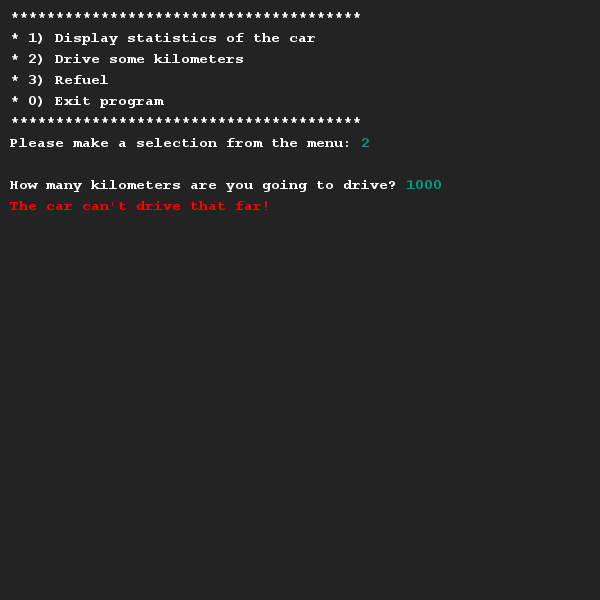 ***************************************
* 1) Display statistics of the car
* 2) Drive some kilometers
* 3) Refuel
* 0) Exit program
***************************************
Please make a selection from the menu: 2
How many kilometers are you going to drive? 1000
The car can't drive that far!